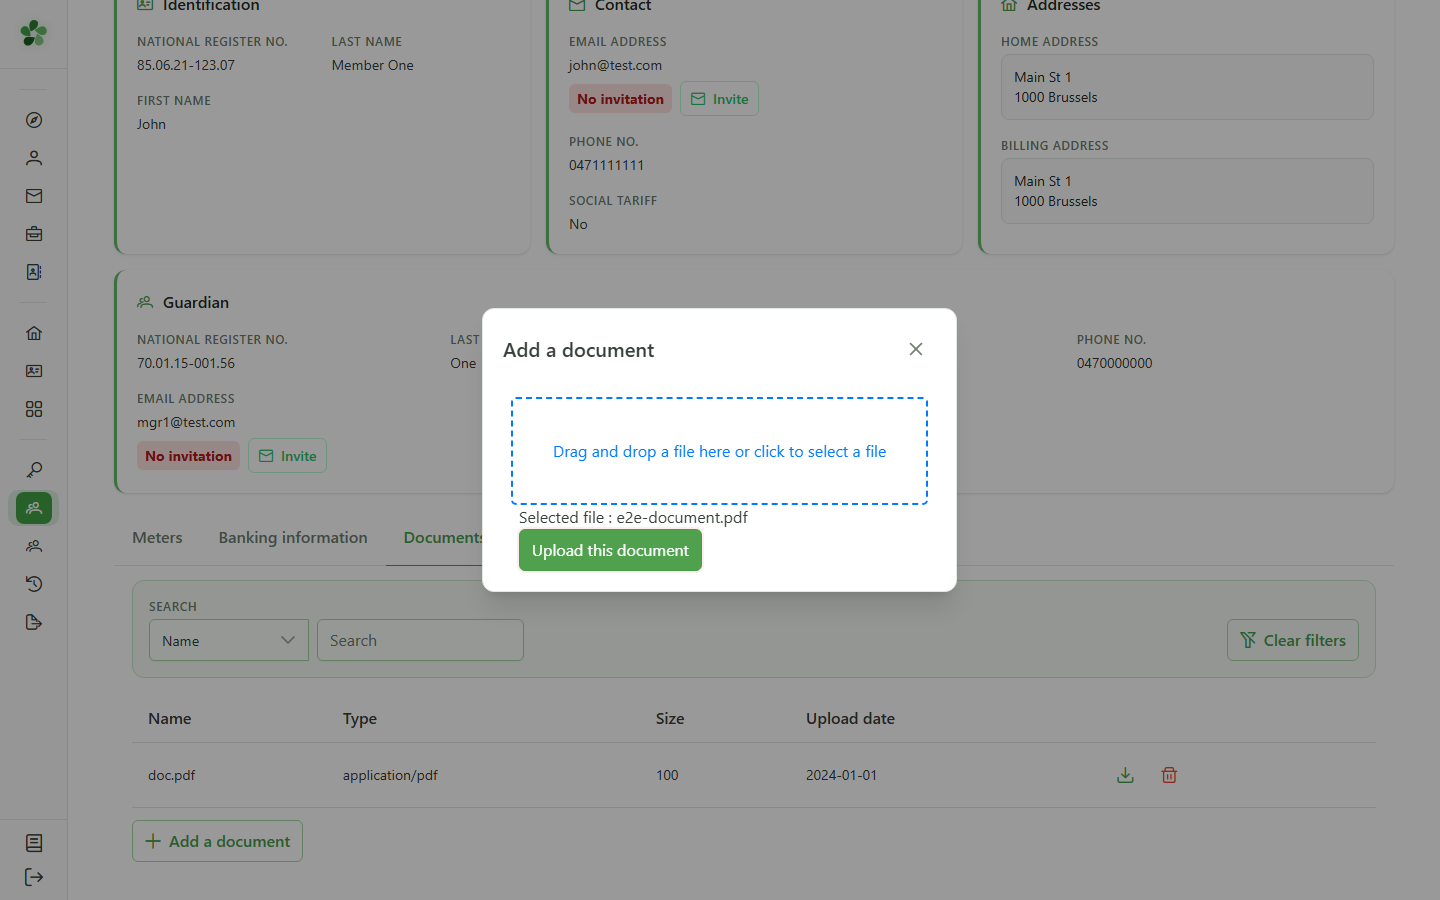 Identification
NATIONAL REGISTER NO.
LAST NAME
85.06.21-123.07
Member One
FIRST NAME
John
Contact
EMAIL ADDRESS
john@test.com
No invitation
Invite
PHONE NO.
0471111111
SOCIAL TARIFF
No
Addresses
HOME ADDRESS
Main St 1
1000 Brussels
BILLING ADDRESS
Main St 1
1000 Brussels
Guardian
NATIONAL REGISTER NO.
LAST
PHONE NO.
70.01.15-001.56
One
0470000000
EMAIL ADDRESS
mgr1@test.com
No invitation
Invite
Add a document
Drag and drop a file here or click to select a file
Selected file : e2e-document.pdf
Upload this document
Meters
Banking information
Documents
SEARCH
Name
Search
Clear filters
Name
Type
Size
Upload date
doc.pdf
application/pdf
100
2024-01-01
Add a document